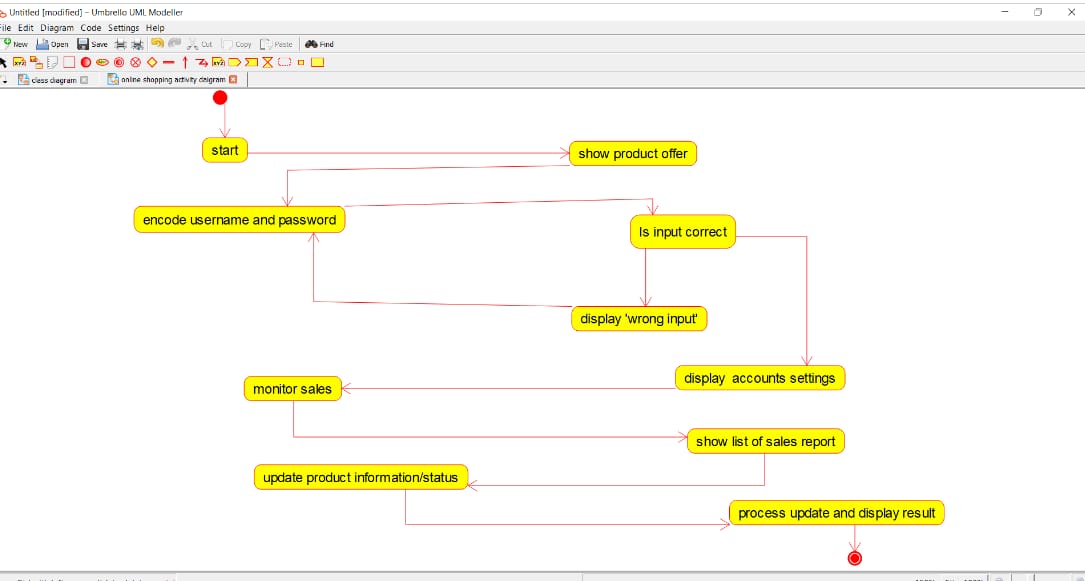 Untitled [modified] – Umbrello UML Modeller
File Edit Diagram Code Settings Help
New Open Save Cut Copy Paste Find
class diagram online shopping activity daigram
start
show product offer
encode username and password
Is input correct
display 'wrong input'
display accounts settings
monitor sales
show list of sales report
update product information/status
process update and display result